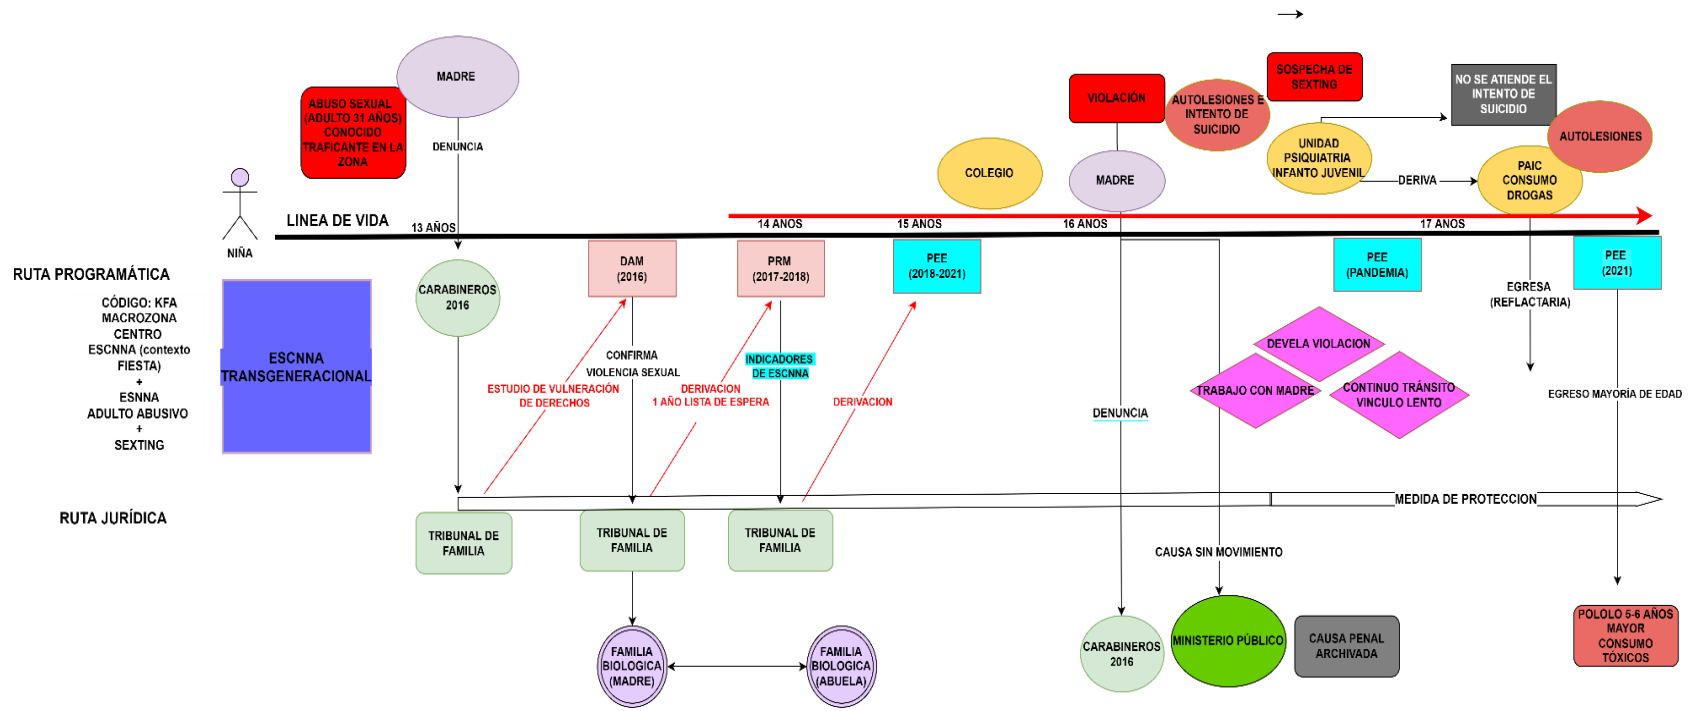 MADRE
ABUSO SEXUAL
(ADULTO 31 AÑOS)
CONOCIDO
TRAFICANTE EN LA
ZONA
DENUNCIA
COLEGIO
VIOLACIÓN
AUTOLESIONES E
INTENTO DE
SUICIDIO
MADRE
SOSPECHA DE
SEXTING
UNIDAD
PSIQUIATRIA
INFANTO JUVENIL
NO SE ATIENDE EL
INTENTO DE
SUICIDIO
AUTOLESIONES
DERIVA
PAIC
CONSUMO
DROGAS
NIÑA
LINEA DE VIDA
13 AÑOS
14 ANOS
15 ANOS
16 ANOS
17 ANOS
RUTA PROGRAMÁTICA
CÓDIGO: KFA
MACROZONA
CENTRO
ESCNNA (contexto
FIESTA)
+
ESNNA
ADULTO ABUSIVO
+
SEXTING
ESCNNA
TRANSGENERACIONAL
CARABINEROS
2016
DAM
(2016)
PRM
(2017-2018)
PEE
(2018-2021)
PEE
(PANDEMIA)
PEE
(2021)
EGRESA
(REFLACTARIA)
ESTUDIO DE VULNERACIÓN
DE DERECHOS
CONFIRMA
VIOLENCIA SEXUAL
DERIVACION
1 AÑO LISTA DE ESPERA
INDICADORES
DE ESCNNA
DERIVACION
DENUNCIA
DEVELA VIOLACION
TRABAJO CON MADRE
CONTINUO TRÁNSITO
VINCULO LENTO
EGRESO MAYORÍA DE EDAD
RUTA JURÍDICA
MEDIDA DE PROTECCION
TRIBUNAL DE
FAMILIA
TRIBUNAL DE
FAMILIA
TRIBUNAL DE
FAMILIA
CAUSA SIN MOVIMIENTO
FAMILIA
BIOLOGICA
(MADRE)
FAMILIA
BIOLOGICA
(ABUELA)
CARABINEROS
2016
MINISTERIO PÚBLICO
CAUSA PENAL
ARCHIVADA
POLOLO 5-6 AÑOS
MAYOR
CONSUMO
TÓXICOS